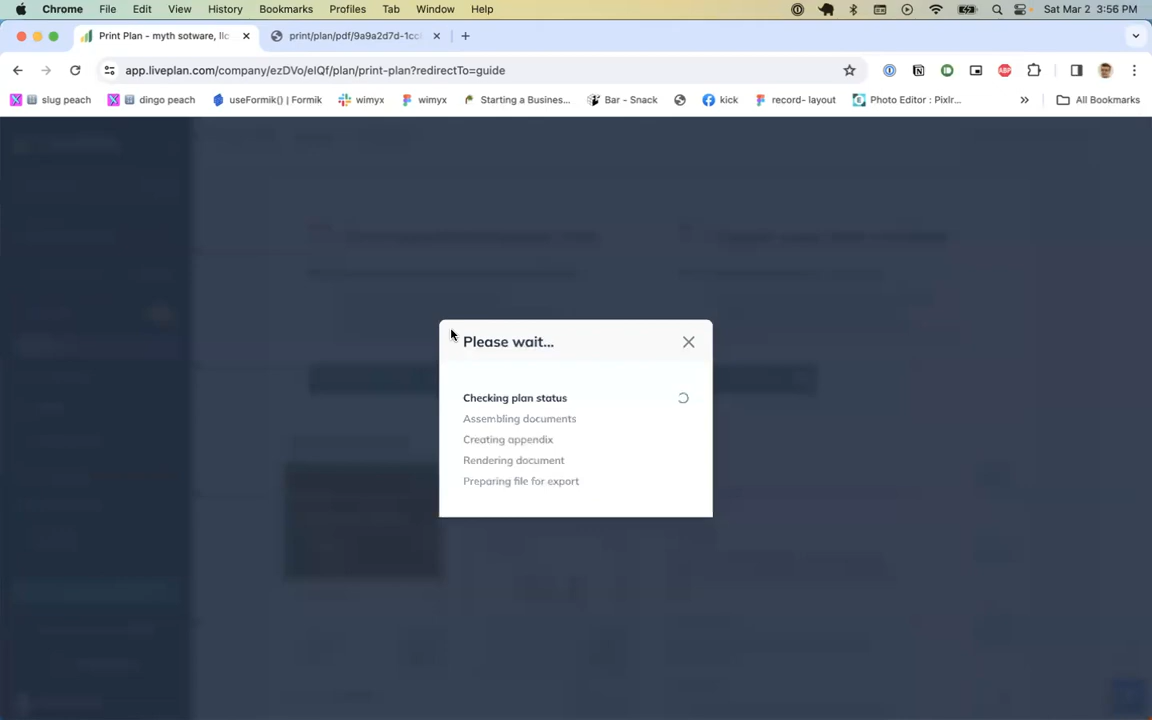 Chrome File Edit View History Bookmarks Profiles Tab Window Help Sat Mar 2 3:56 PM
Print Plan - myth sotware, llc print/plan/pdf/9a9a2d7d-1cc
app.liveplan.com/company/ezDVo/elQf/plan/print-plan?redirectTo=guide
slug peach dingo peach useFormik() | Formik wimyx wimyx Starting a Busines... Bar - Snack kick record- layout Photo Editor : Pixlr... » All Bookmarks
Please wait...
Checking plan status
Assembling documents
Creating appendix
Rendering document
Preparing file for export